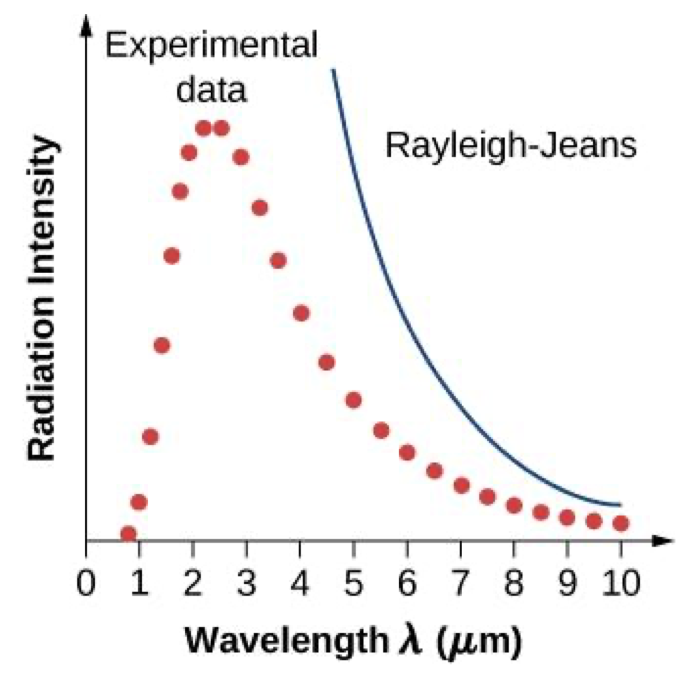 Experimental
data
Rayleigh-Jeans
Radiation Intensity
0 1 2 3 4 5 6 7 8 9 10
Wavelength λ (μm)